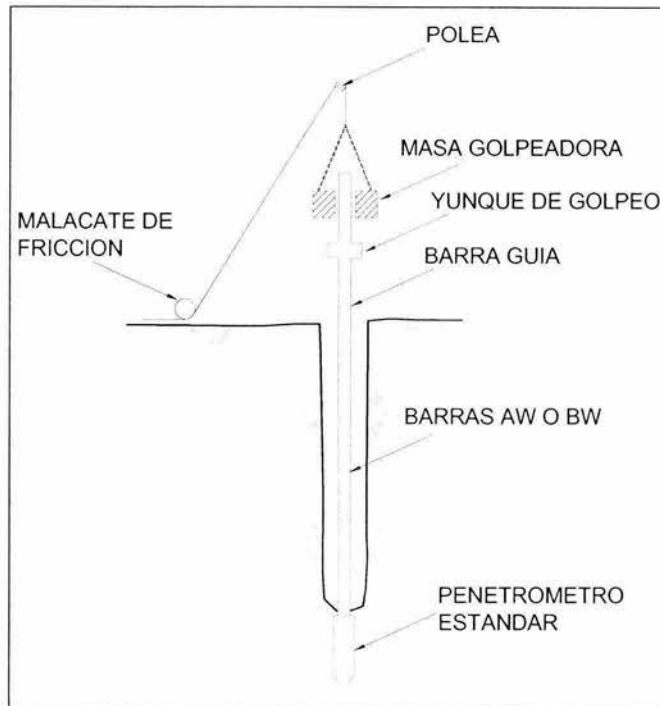 POLEA
MASA GOLPEADORA
YUNQUE DE GOLPEO
MALACATE DE
FRICCION
BARRA GUIA
BARRAS AW O BW
PENETROMETRO
ESTANDAR